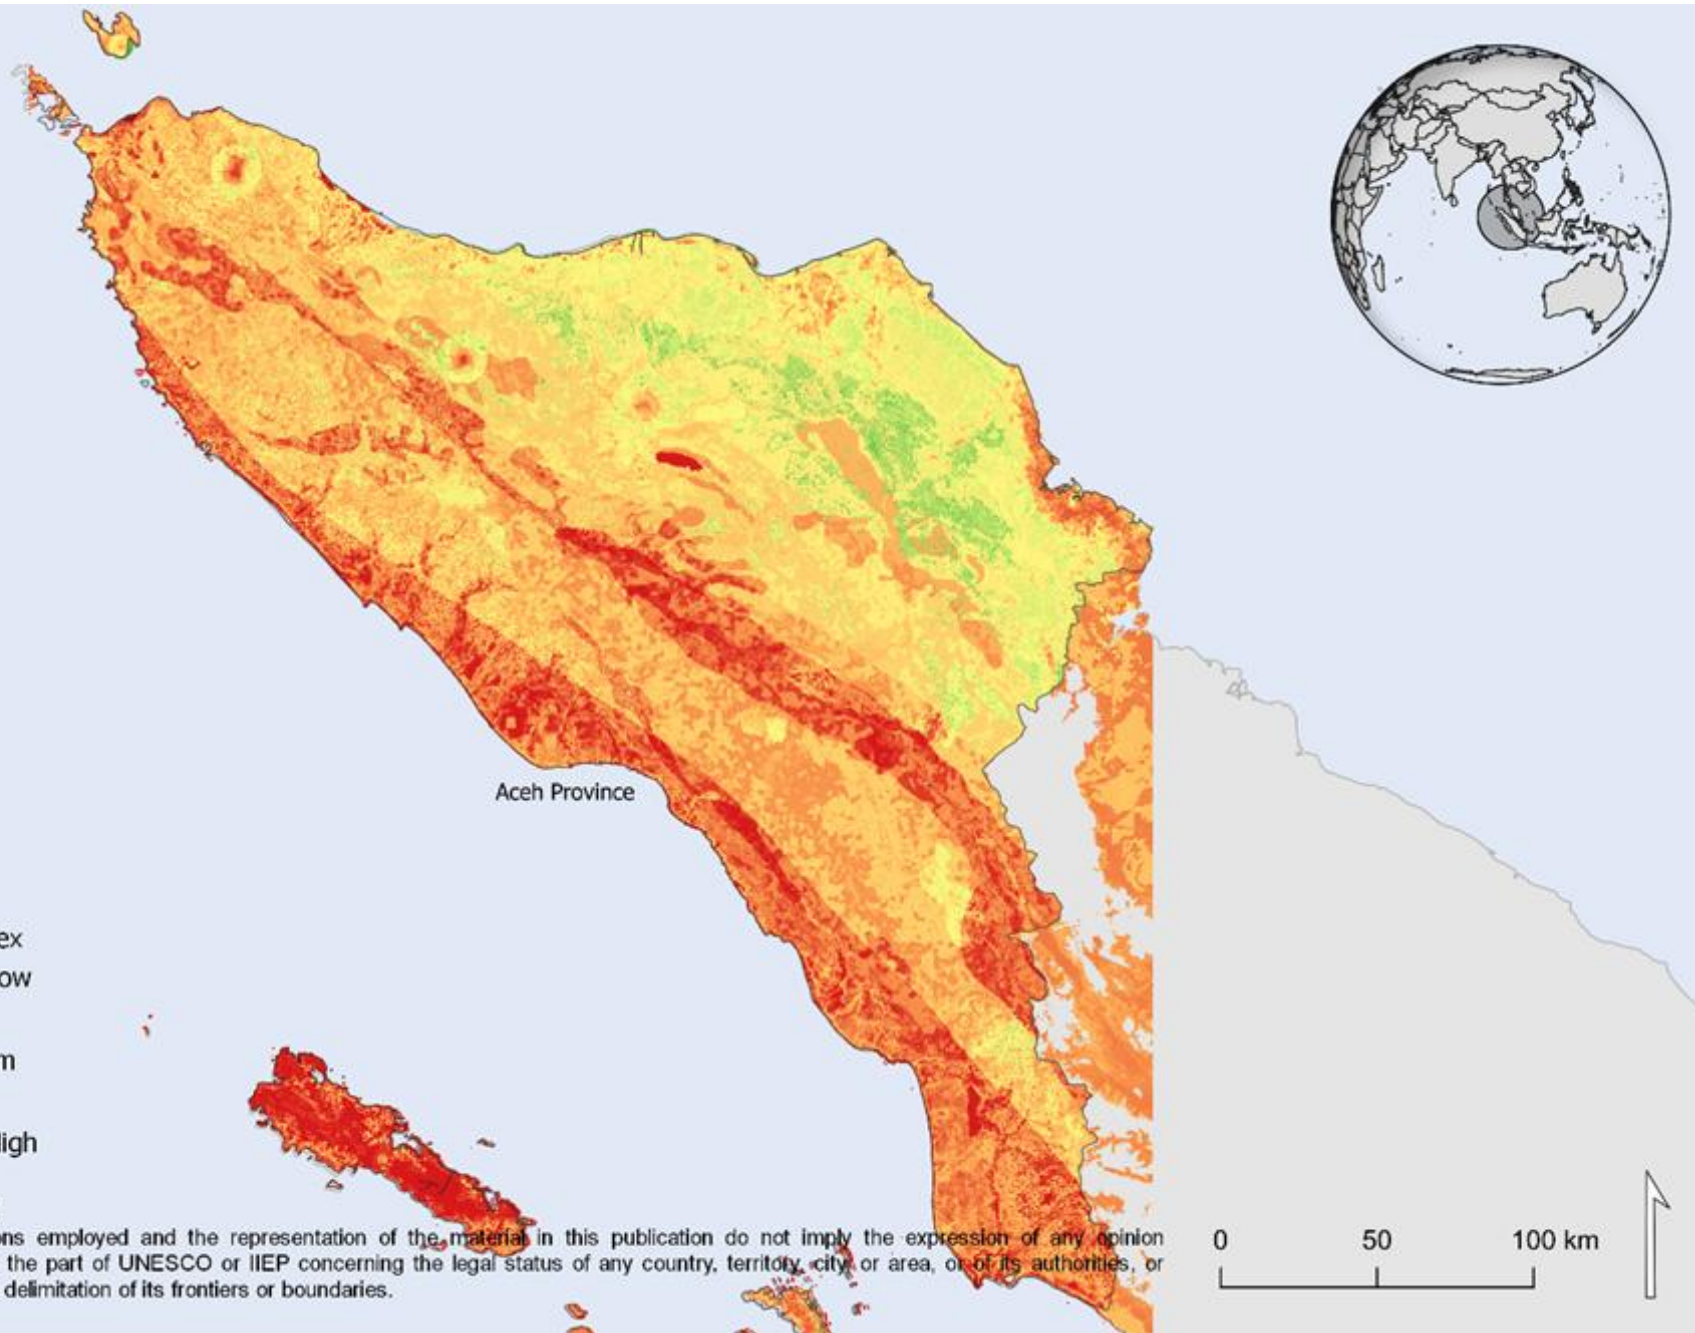 Aceh Province
ex
ow
m
igh
ns employed and the representation of the material in this publication do not imply the expression of any opinion
the part of UNESCO or IIEP concerning the legal status of any country, territory, city or area, or of its authorities, or
delimitation of its frontiers or boundaries.
0 50 100 km